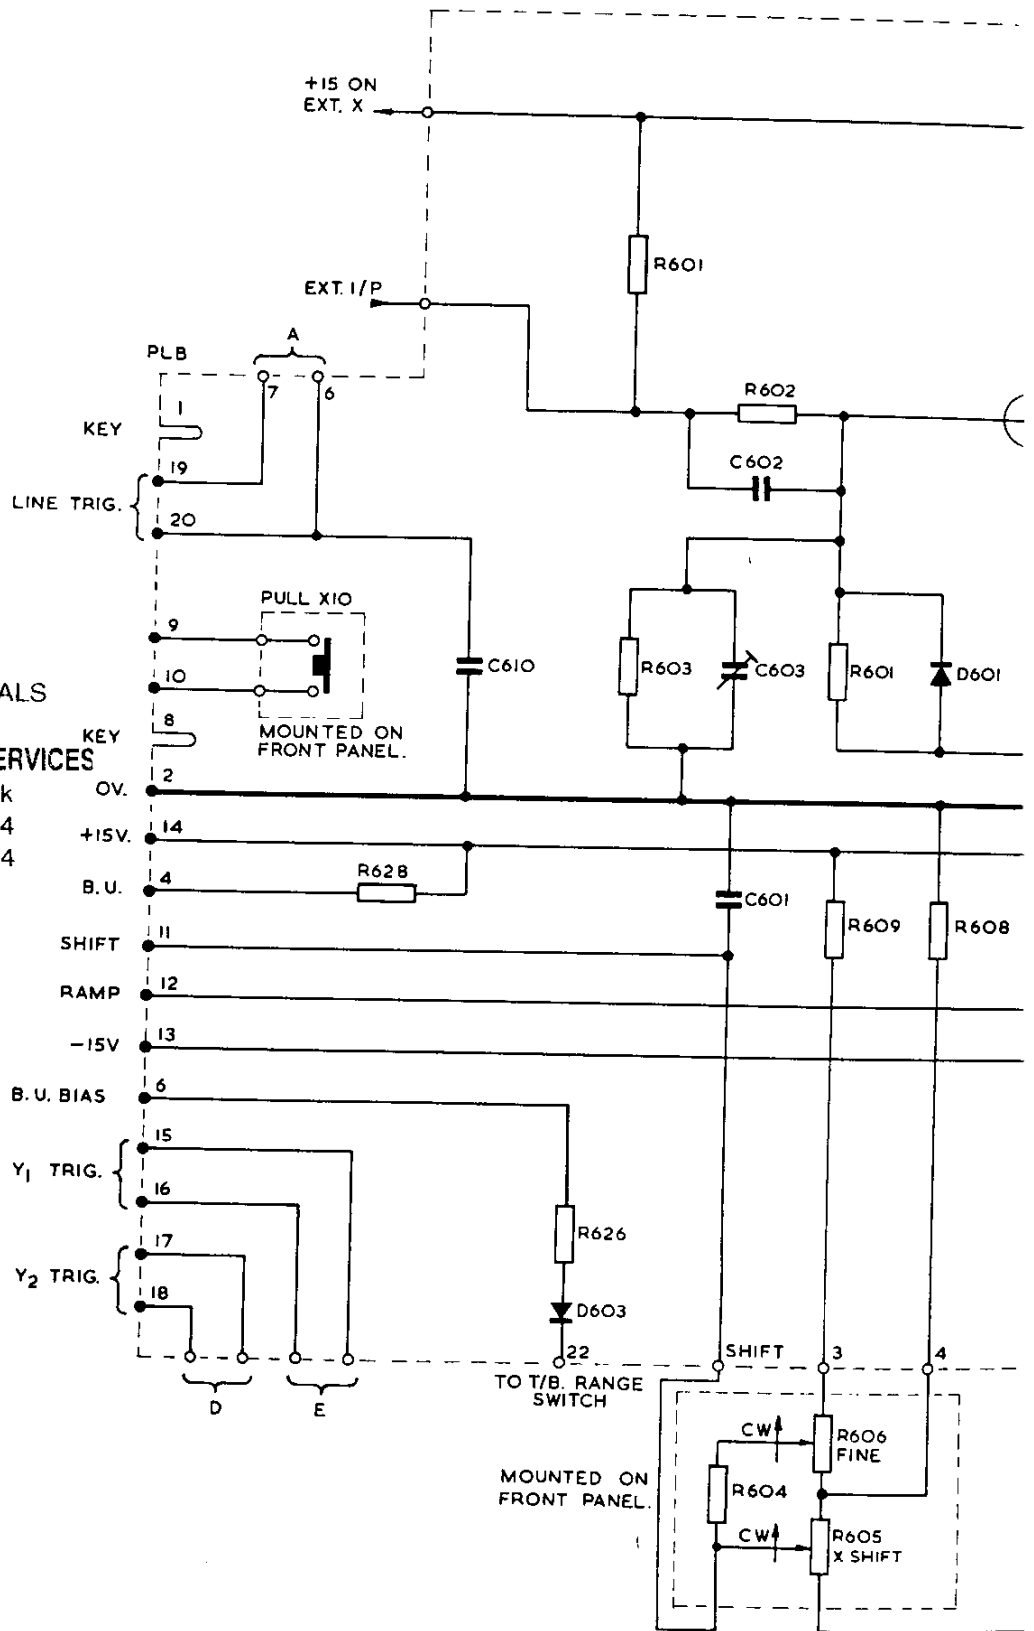 +15 ON
EXT. X
R601
EXT. I/P
A
PLB
7
6
R602
1
KEY
C602
19
LINE TRIG.
20
PULL X10
9
C610
R603
C603
R601
D601
10
ALS
8
MOUNTED ON
FRONT PANEL.
KEY
ERVICES
2
OV.
k
14
+15V.
4
4
R628
B.U.
4
C601
R609
R608
11
SHIFT
12
RAMP
13
-15V
6
B.U. BIAS
15
Y1 TRIG.
16
R626
17
Y2 TRIG.
18
D603
22
SHIFT
3
4
TO T/B. RANGE
SWITCH
D
E
CW
R606
FINE
MOUNTED ON
FRONT PANEL.
R604
CW
R605
X SHIFT